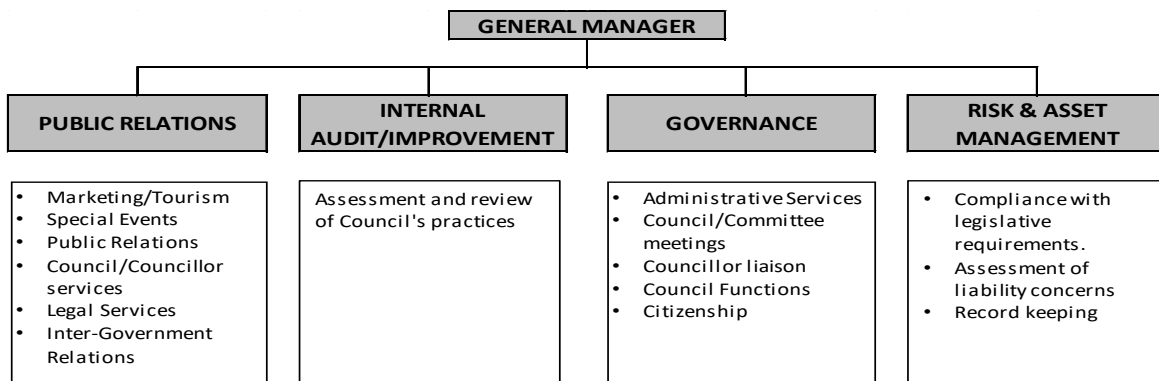 GENERAL MANAGER
PUBLIC RELATIONS
INTERNAL
AUDIT/IMPROVEMENT
GOVERNANCE
RISK & ASSET
MANAGEMENT
• Marketing/Tourism
• Special Events
• Public Relations
• Council/Councillor
services
• Legal Services
• Inter-Government
Relations
Assessment and review
of Council's practices
• Administrative Services
• Council/Committee
meetings
• Councillor liaison
• Council Functions
• Citizenship
• Compliance with
legislative
requirements.
• Assessment of
liability concerns
• Record keeping